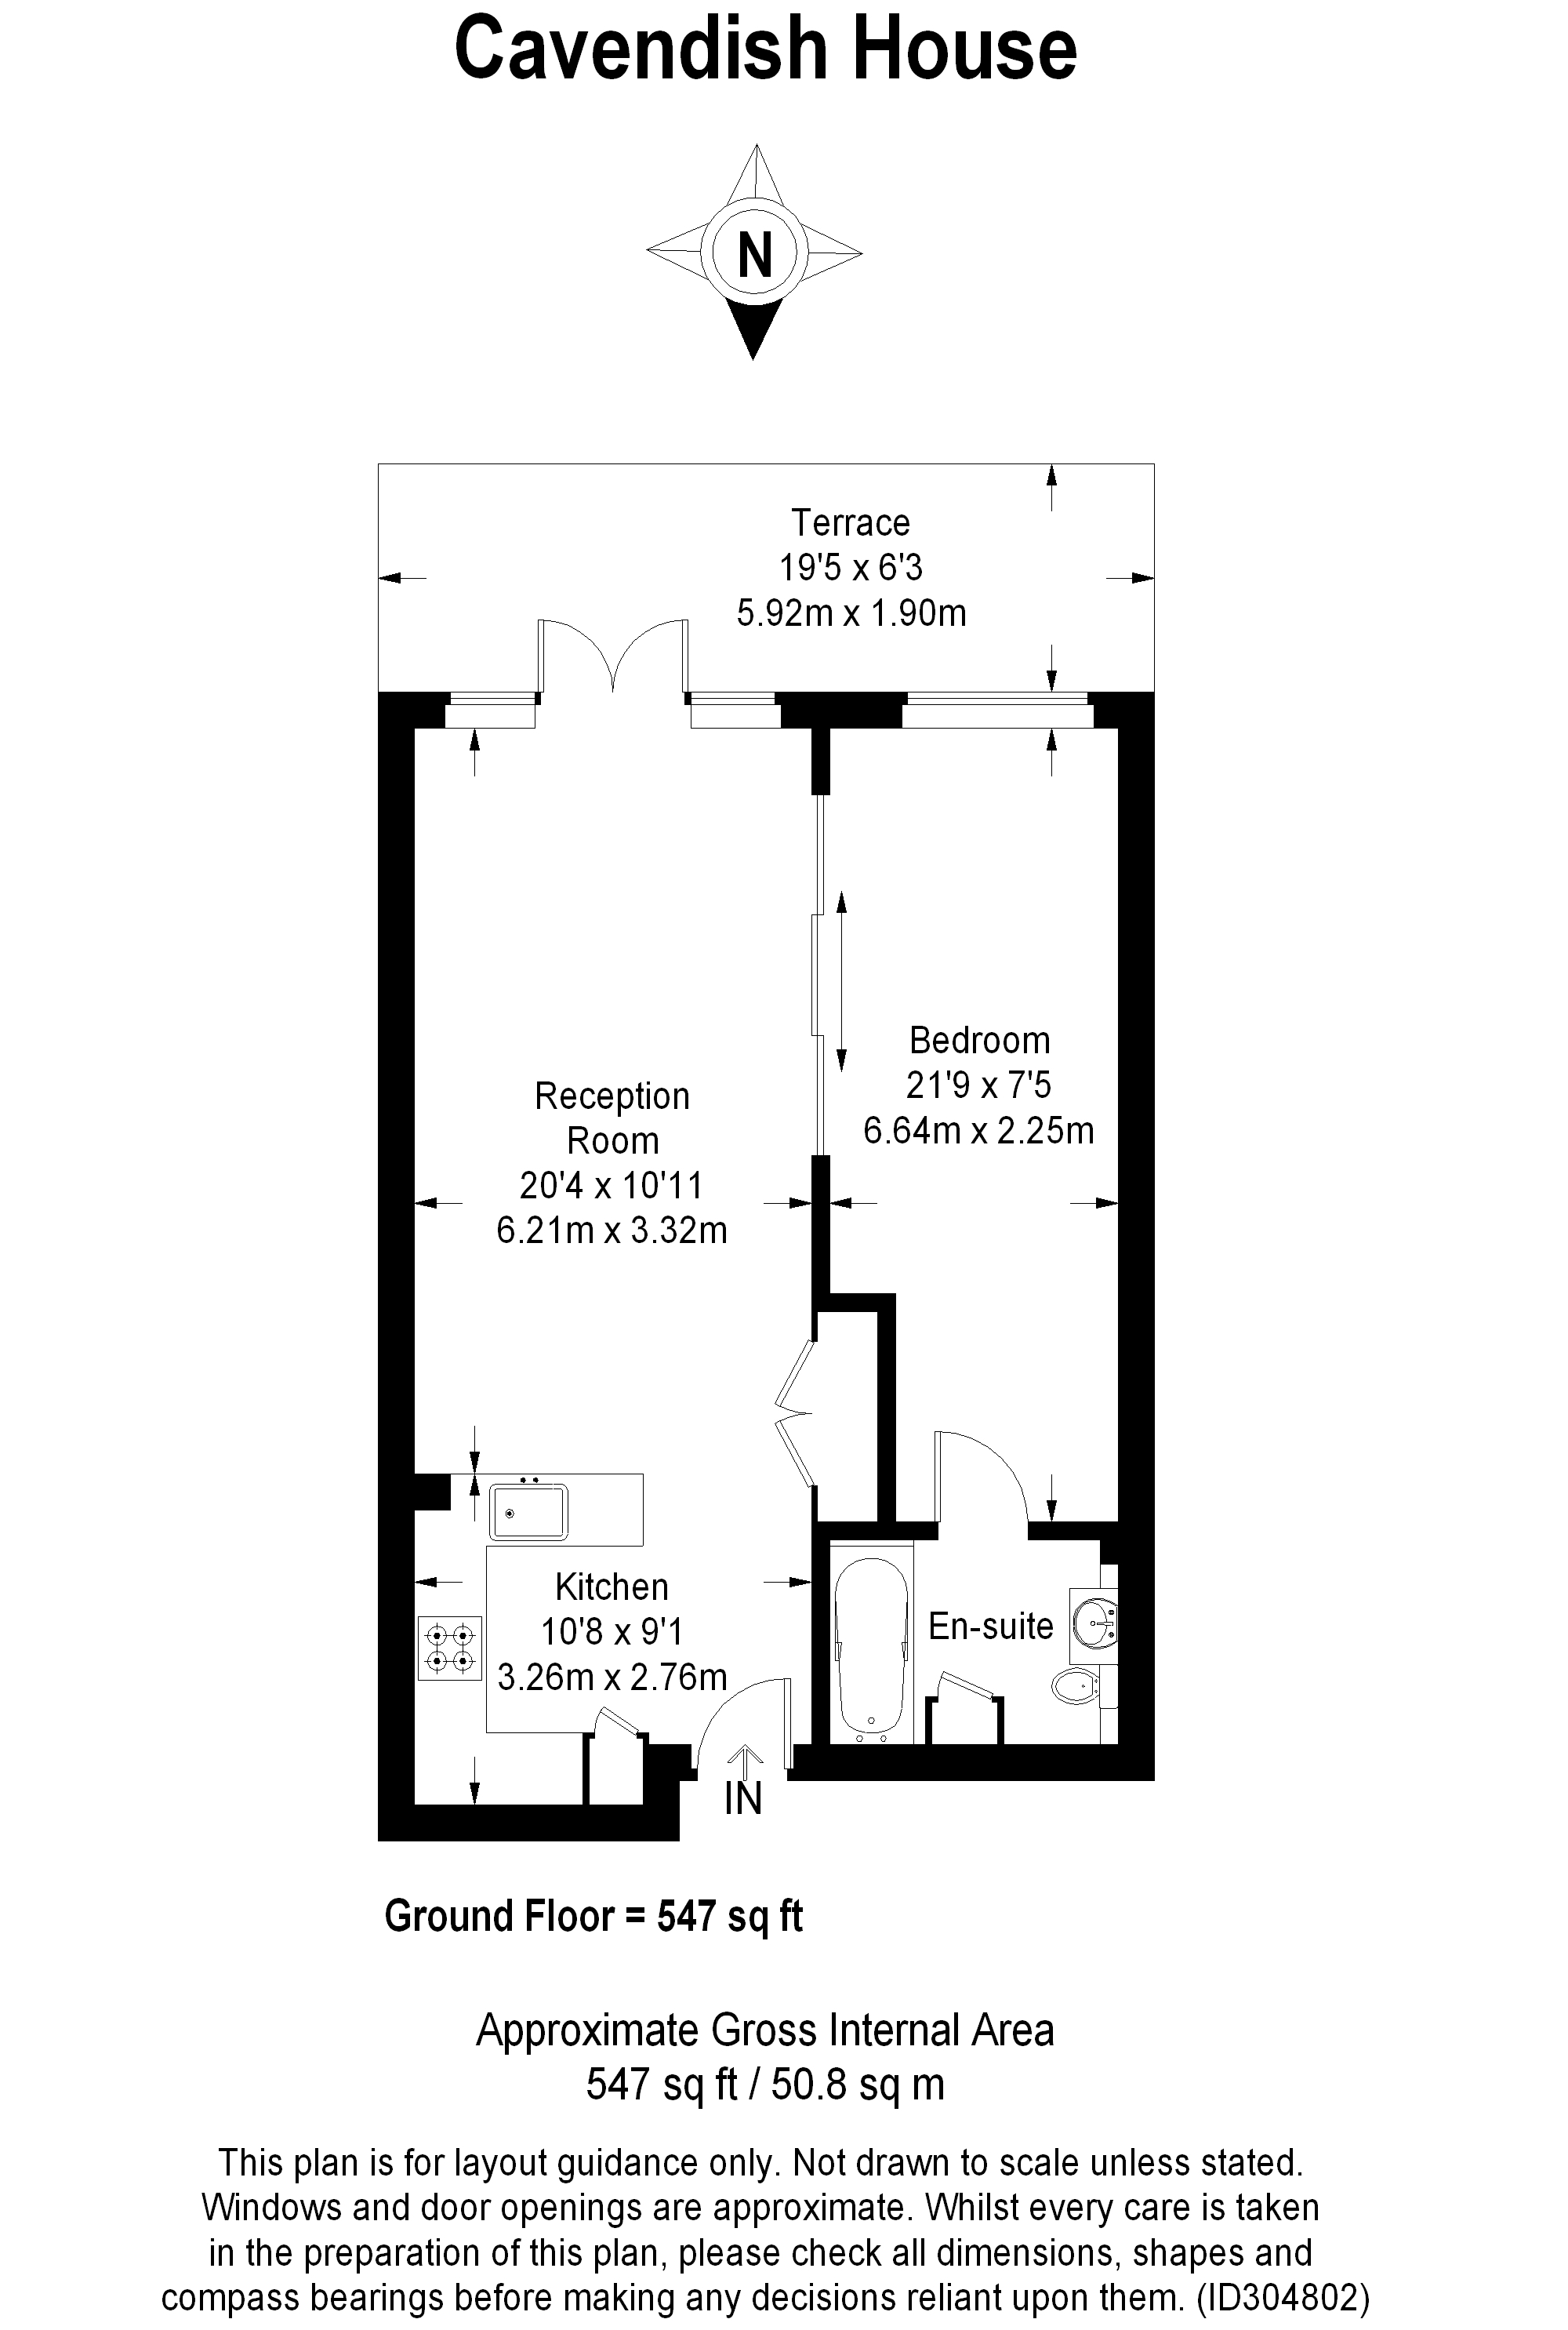 Cavendish House
N
Terrace
19'5 x 6'3
5.92m x 1.90m
Bedroom
21'9 x 7'5
6.64m x 2.25m
Reception
Room
20'4 x 10'11
6.21m x 3.32m
Kitchen
10'8 x 9'1
3.26m x 2.76m
En-suite
IN
Ground Floor = 547 sq ft
Approximate Gross Internal Area
547 sq ft / 50.8 sq m
This plan is for layout guidance only. Not drawn to scale unless stated.
Windows and door openings are approximate. Whilst every care is taken
in the preparation of this plan, please check all dimensions, shapes and
compass bearings before making any decisions reliant upon them. (ID304802)